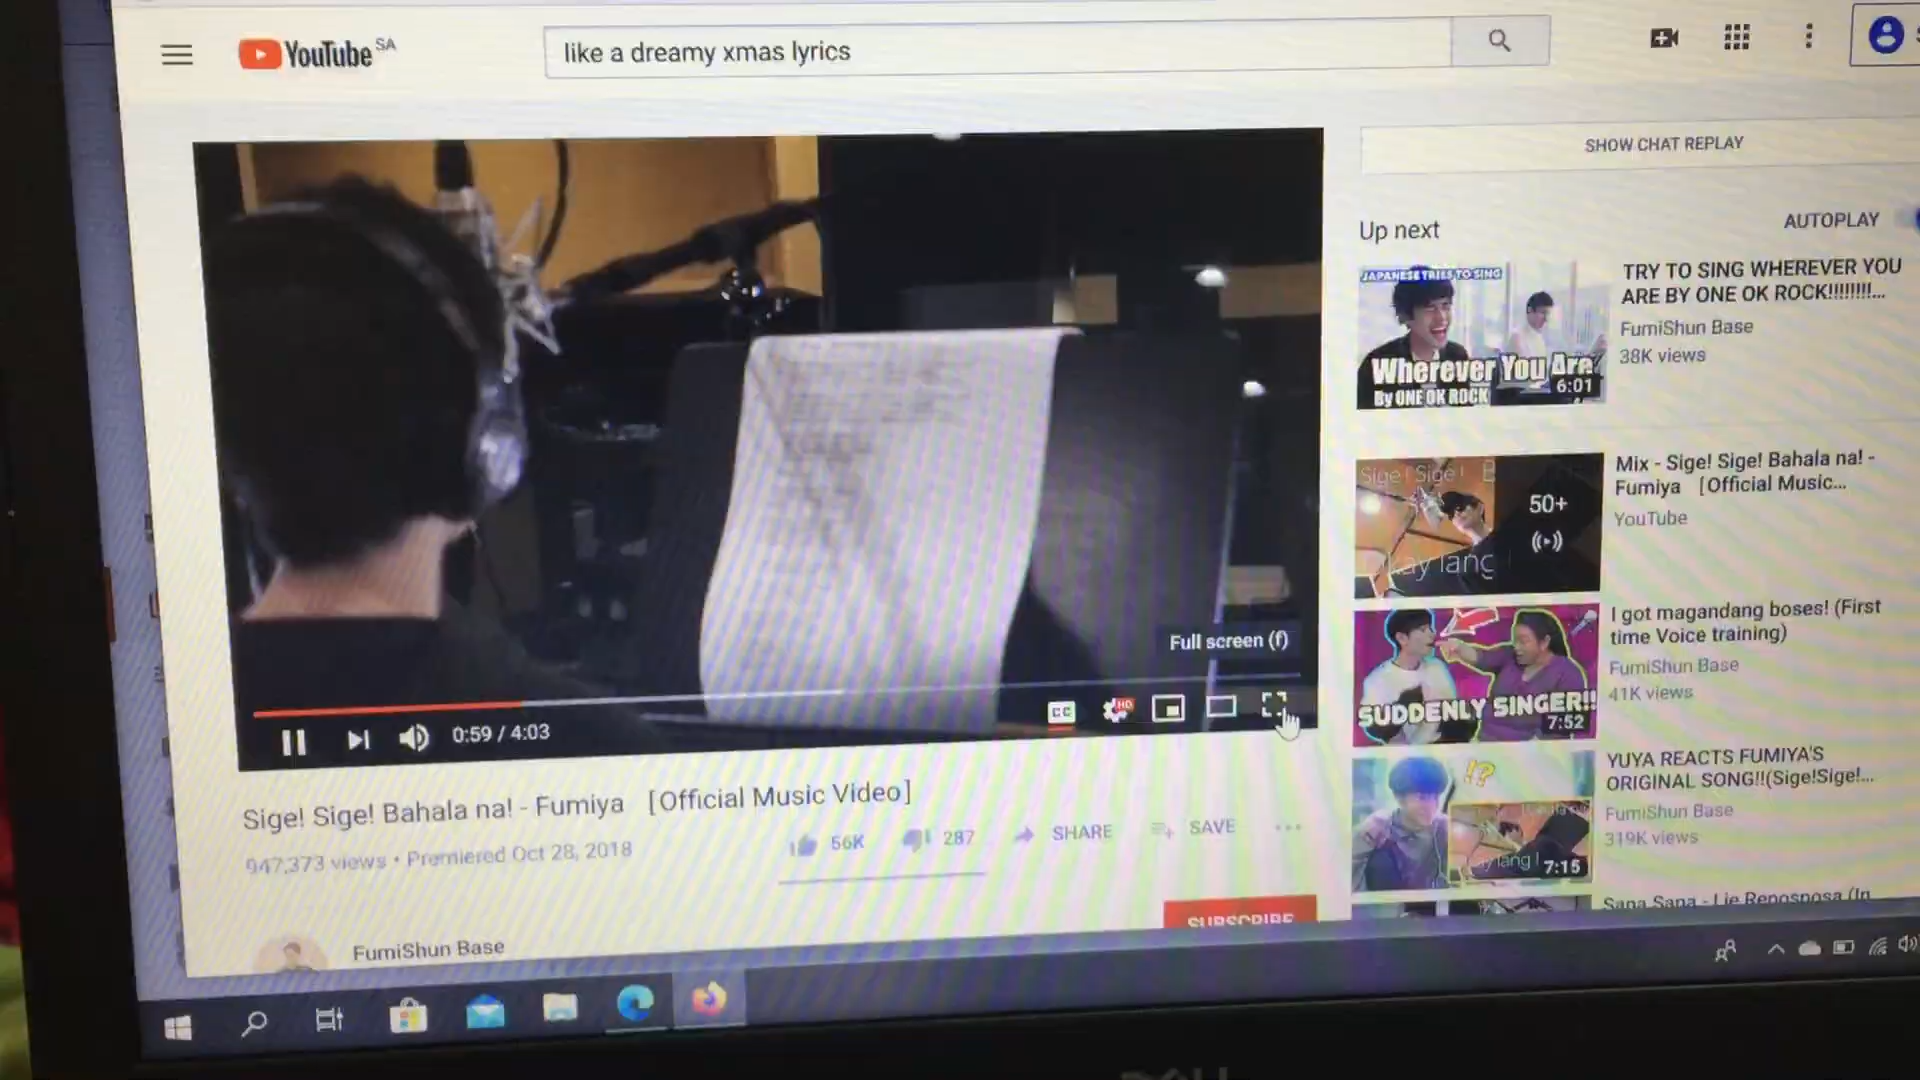 YouTube SA
like a dreamy xmas lyrics
SHOW CHAT REPLAY
Up next
AUTOPLAY
JAPANESE TRIES TO SING
Wherever You Are
By ONE OK ROCK
6:01
TRY TO SING WHEREVER YOU
ARE BY ONE OK ROCK!!!!!!!!...
FumiShun Base
38K views
Sige! Sige! B
50+
kay lang
Mix - Sige! Sige! Bahala na! -
Fumiya [Official Music...
YouTube
SUDDENLY SINGER!!
7:52
I got magandang boses! (First
time Voice training)
FumiShun Base
41K views
!?
ay lang !
7:15
YUYA REACTS FUMIYA'S
ORIGINAL SONG!!(Sige!Sige!...
FumiShun Base
319K views
Sana Sana - Lie Reposposa (In
Full screen (f)
0:59 / 4:03
CC
HD
Sige! Sige! Bahala na! - Fumiya [Official Music Video]
947,373 views • Premiered Oct 28, 2018
56K
287
SHARE
SAVE
SUBSCRIBE
FumiShun Base